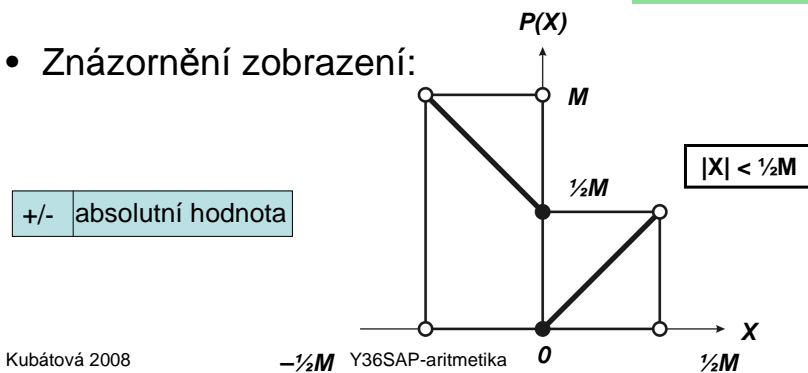 P(X)
• Znázornění zobrazení:
M
|X| < ½M
½M
+/- absolutní hodnota
X
Kubátová 2008
–½M
Y36SAP-aritmetika
0
½M